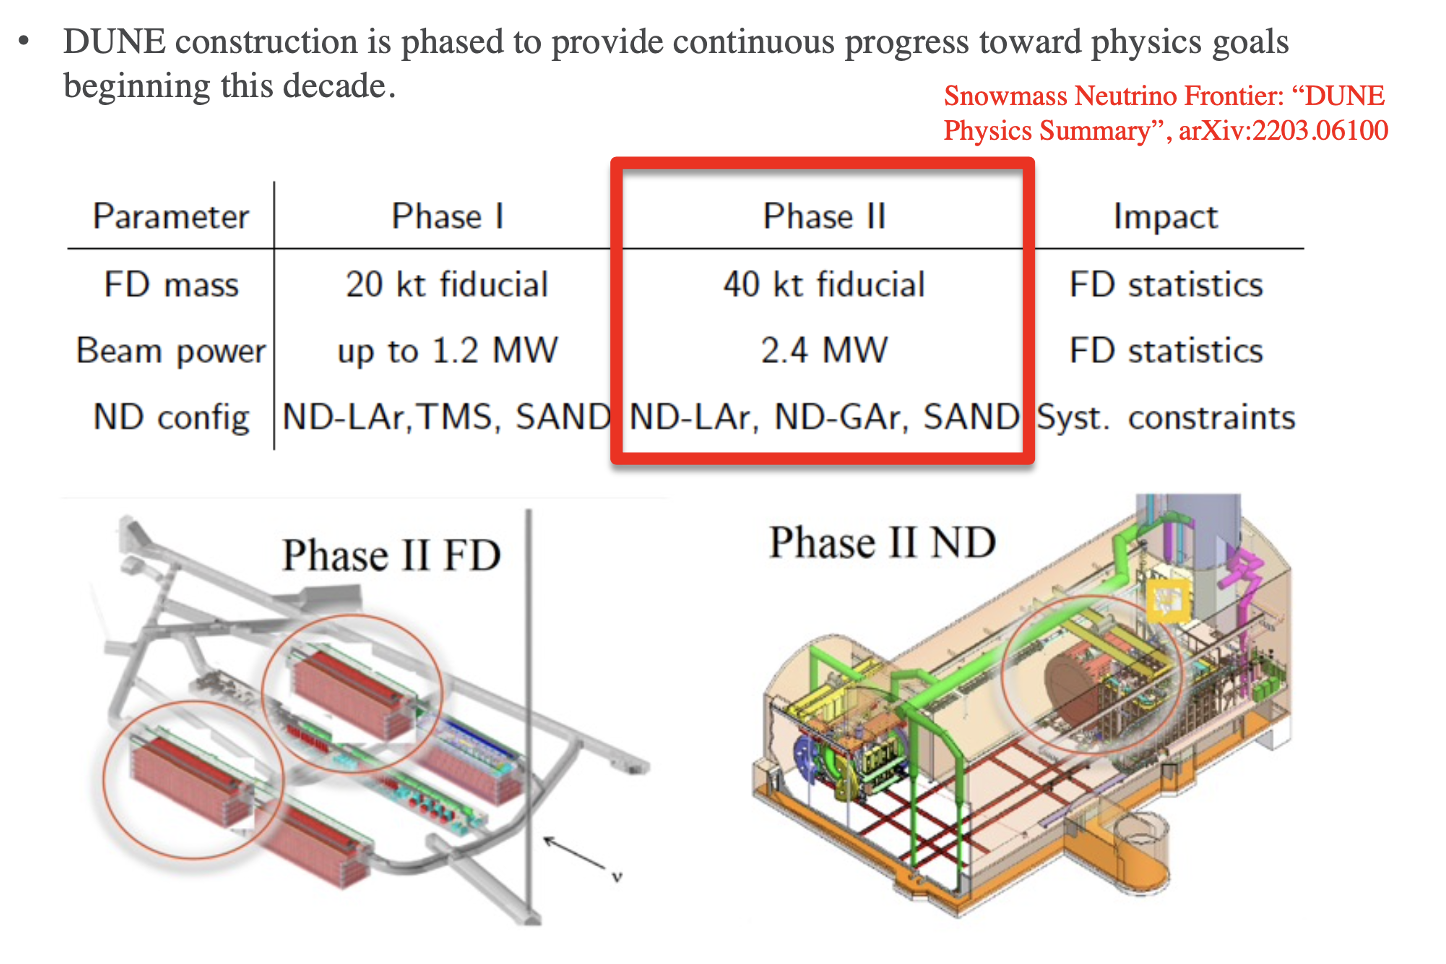 • DUNE construction is phased to provide continuous progress toward physics goals
beginning this decade.
Snowmass Neutrino Frontier: “DUNE
Physics Summary”, arXiv:2203.06100
Parameter Phase I Phase II Impact
FD mass 20 kt fiducial 40 kt fiducial FD statistics
Beam power up to 1.2 MW 2.4 MW FD statistics
ND config ND-LAr,TMS, SAND ND-LAr, ND-GAr, SAND Syst. constraints
Phase II FD
Phase II ND
ν